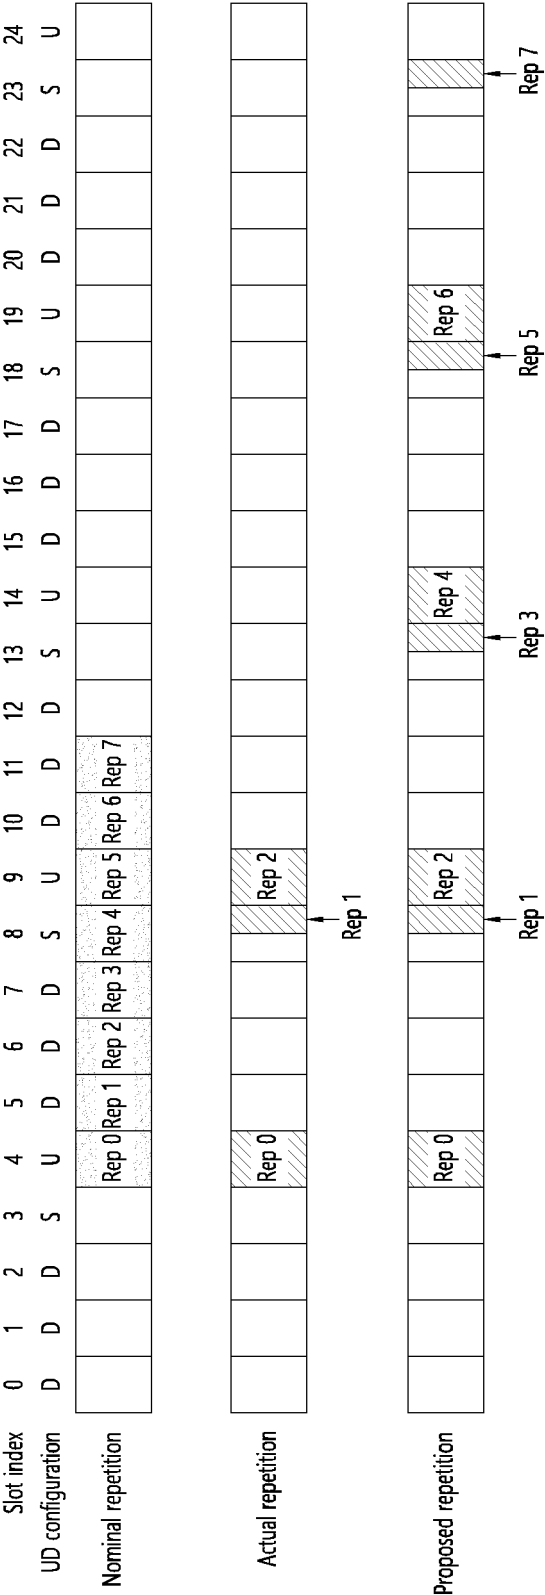 Slot index 0 1 2 3 4 5 6 7 8 9 10 11 12 13 14 15 16 17 18 19 20 21 22 23 24
UD configuration D D D S U D D D S U D D D S U D D D S U D D D S U
Nominal repetition Rep 0 Rep 1 Rep 2 Rep 3 Rep 4 Rep 5 Rep 6 Rep 7
Actual repetition Rep 0 Rep 2
Rep 1
Proposed repetition Rep 0 Rep 2 Rep 4 Rep 6
Rep 1 Rep 3 Rep 5 Rep 7